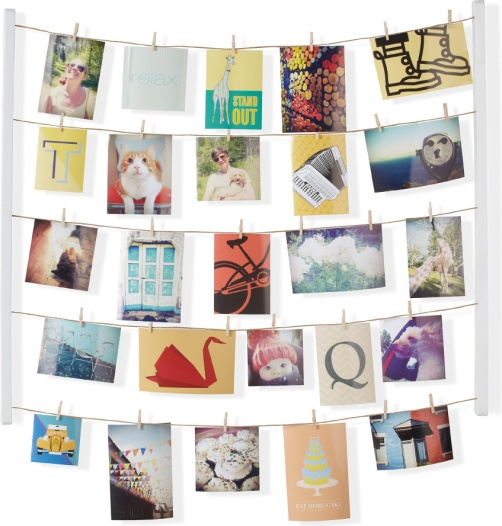 relax
STAND
OUT
T
Q
EAT MORE CAKE